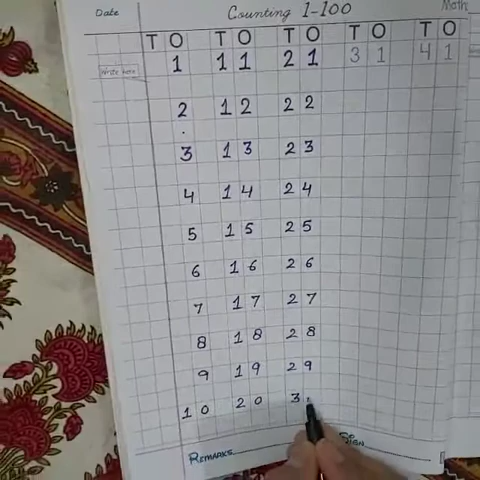 Date Counting 1-100 Math
T O T O T O T O T O
Write here 1 11 21 31 41
2 12 22
3 13 23
4 14 24
5 15 25
6 16 26
7 17 27
8 18 28
9 19 29
10 20 3
REMARKS SIGN